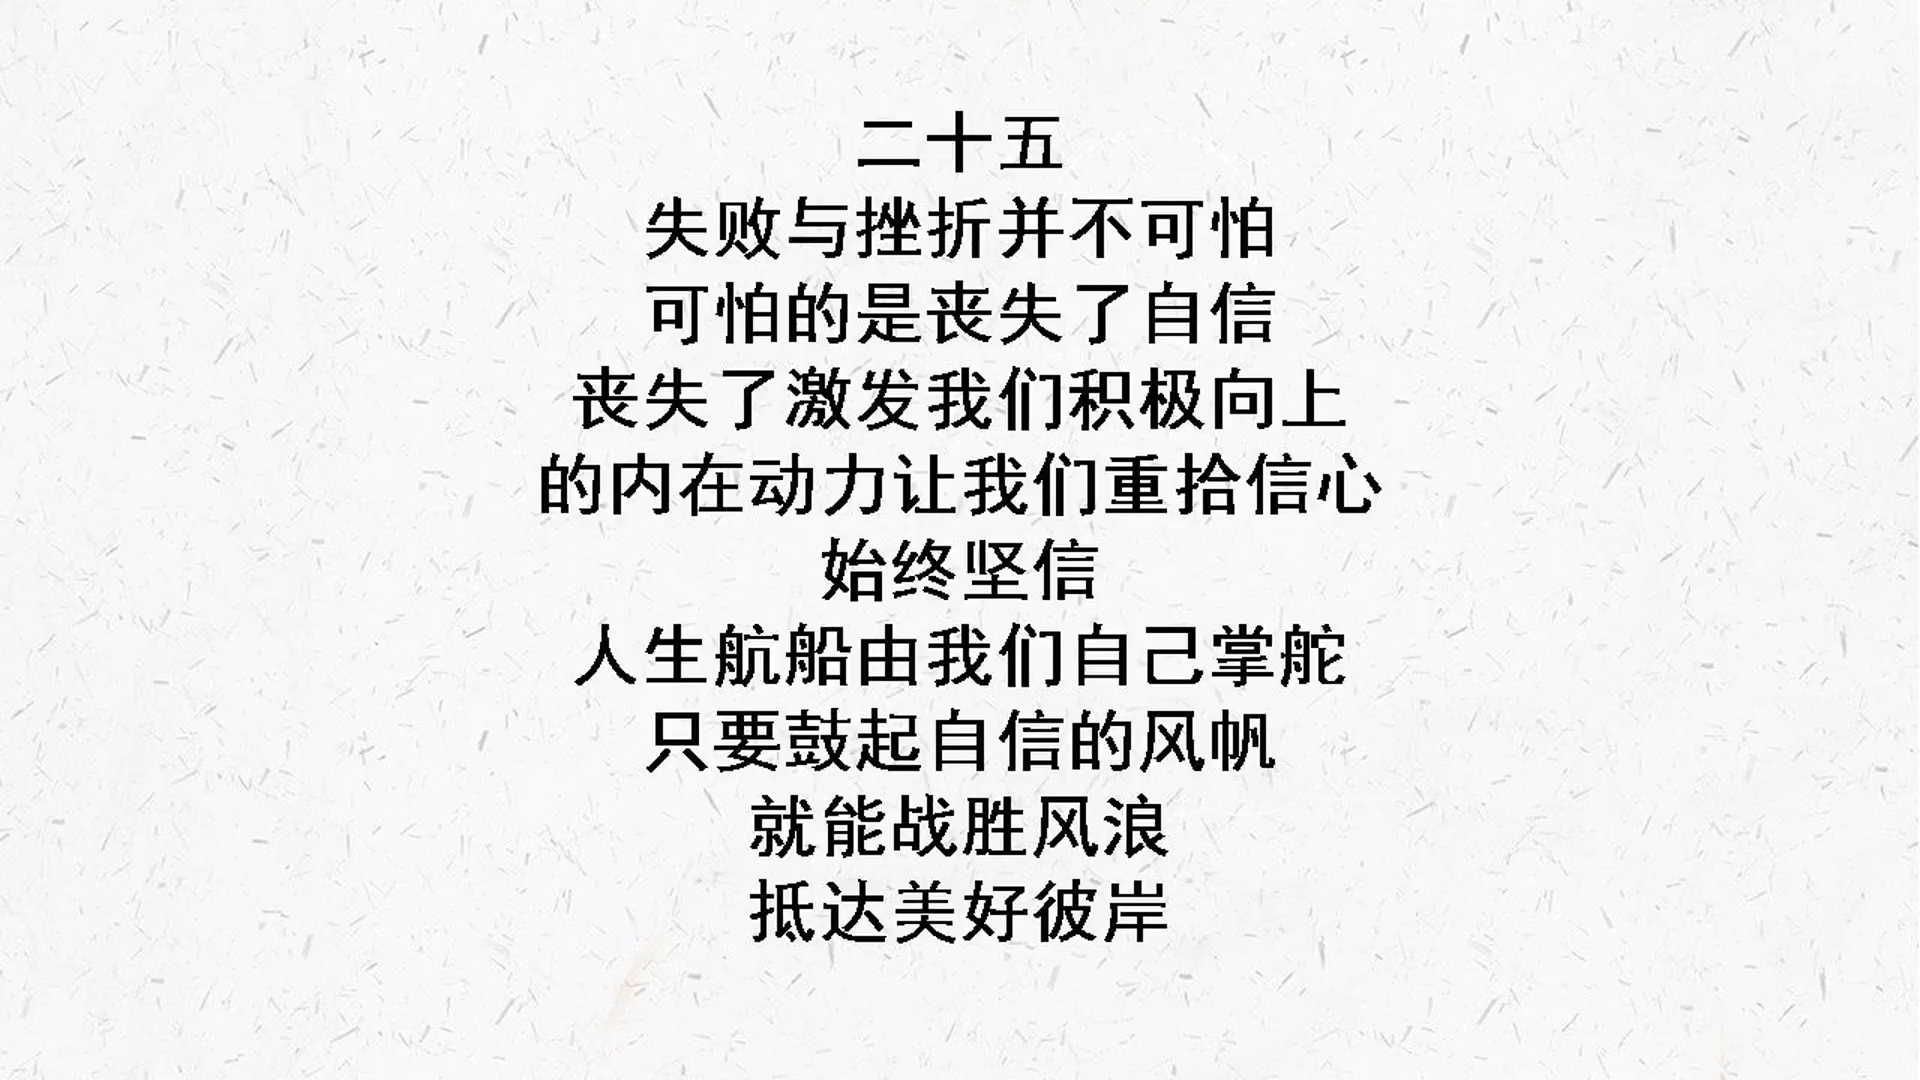 二十五
失败与挫折并不可怕
可怕的是丧失了自信
丧失了激发我们积极向上
的内在动力让我们重拾信心
始终坚信
人生航船由我们自己掌舵
只要鼓起自信的风帆
就能战胜风浪
抵达美好彼岸